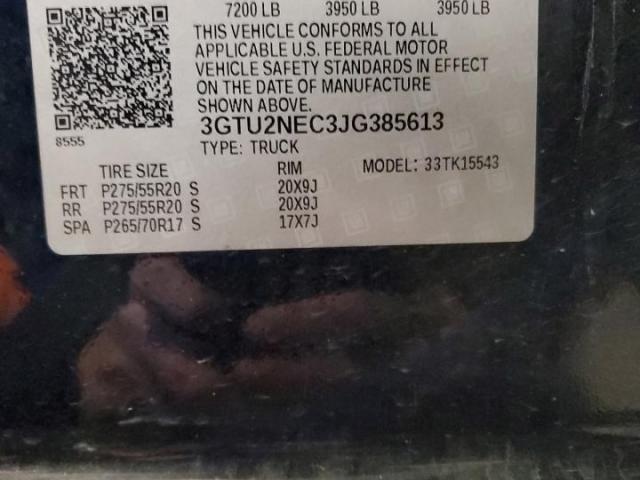 7200 LB 3950 LB 3950 LB
THIS VEHICLE CONFORMS TO ALL
APPLICABLE U.S. FEDERAL MOTOR
VEHICLE SAFETY STANDARDS IN EFFECT
ON THE DATE OF MANUFACTURE
SHOWN ABOVE.
3GTU2NEC3JG385613
8555
TYPE: TRUCK
TIRE SIZE RIM MODEL: 33TK15543
FRT P275/55R20 S 20X9J
RR P275/55R20 S 20X9J
SPA P265/70R17 S 17X7J